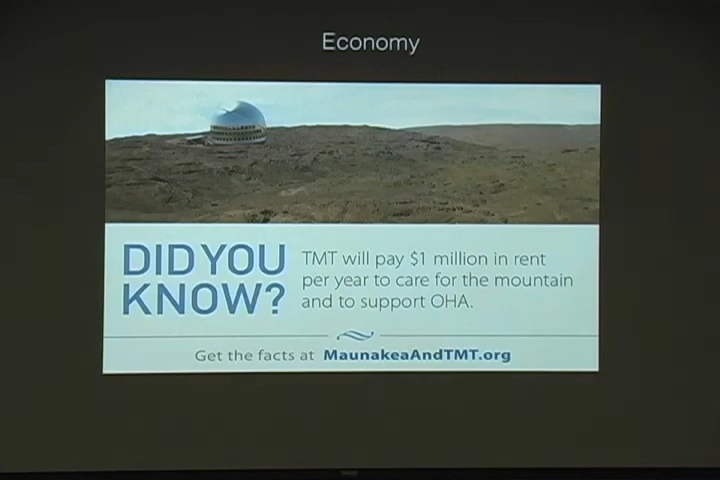 Economy
DID YOU
KNOW?
TMT will pay $1 million in rent
per year to care for the mountain
and to support OHA.
Get the facts at MaunakeaAndTMT.org